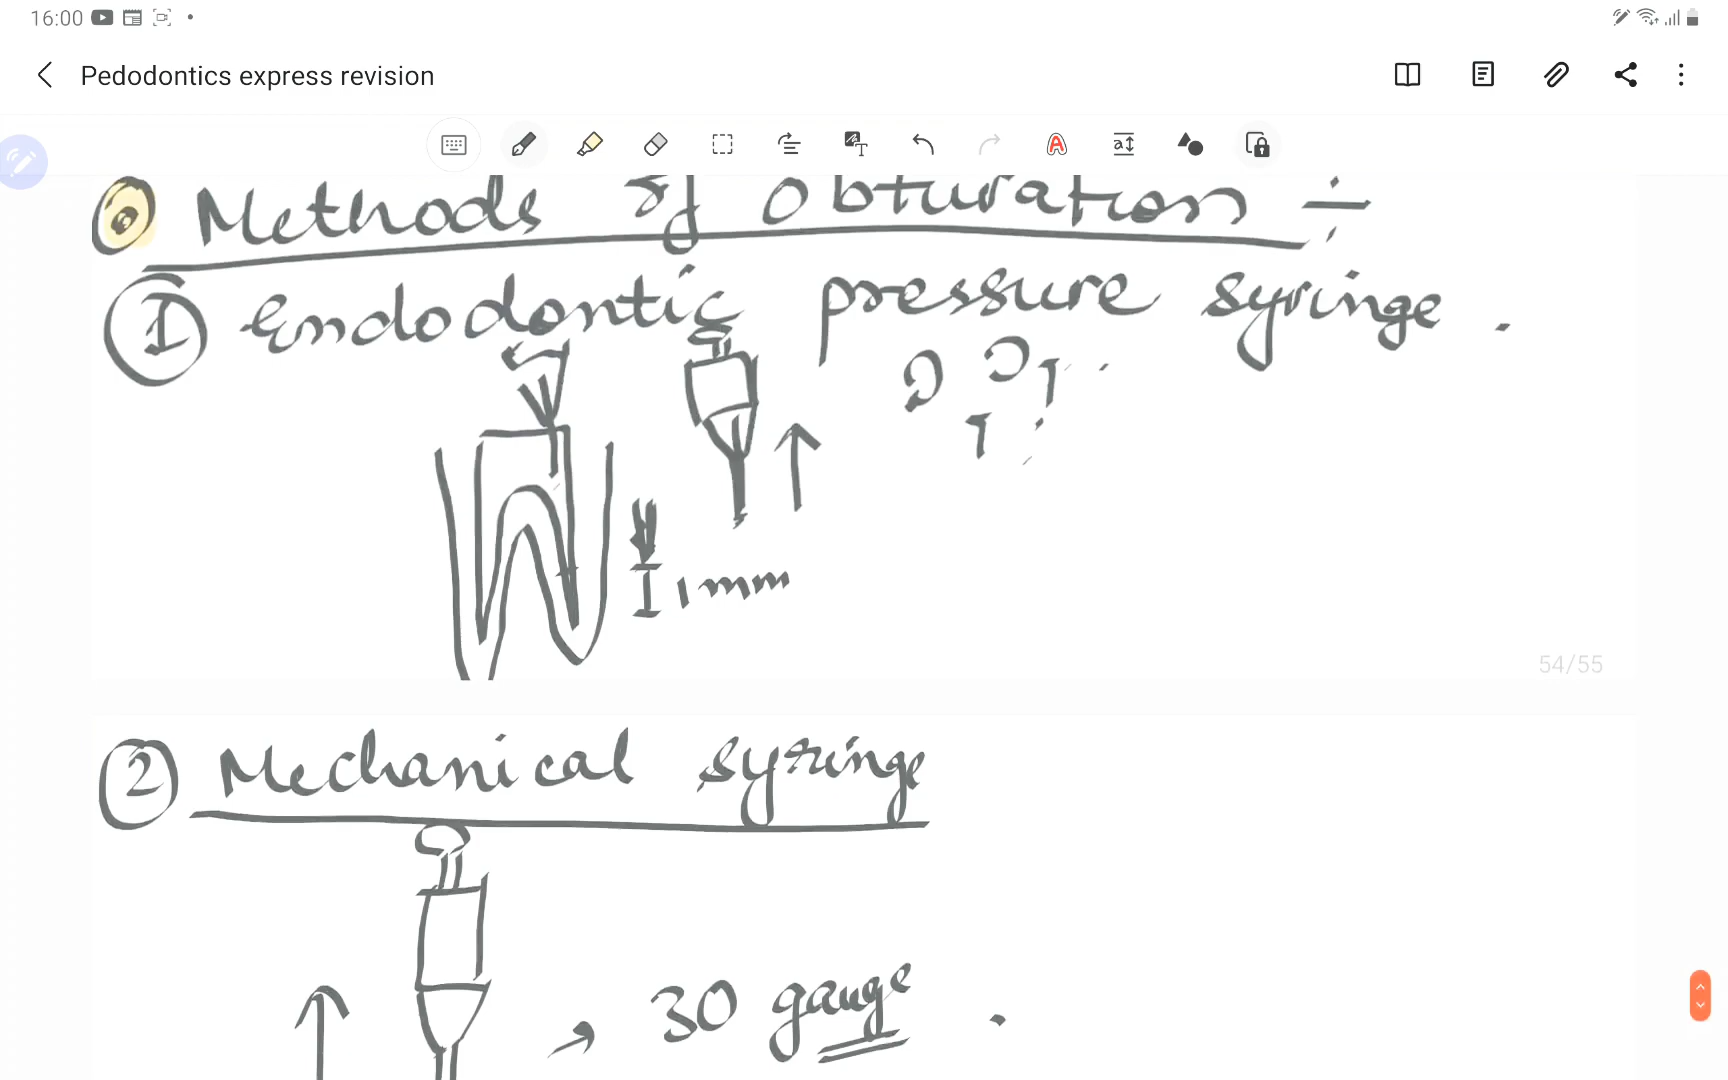 16:00
Pedodontics express revision
Methods of Obturation ÷
① Endodontic pressure syringe.
1mm
54/55
② Mechanical syringe
→ 30 gauge.